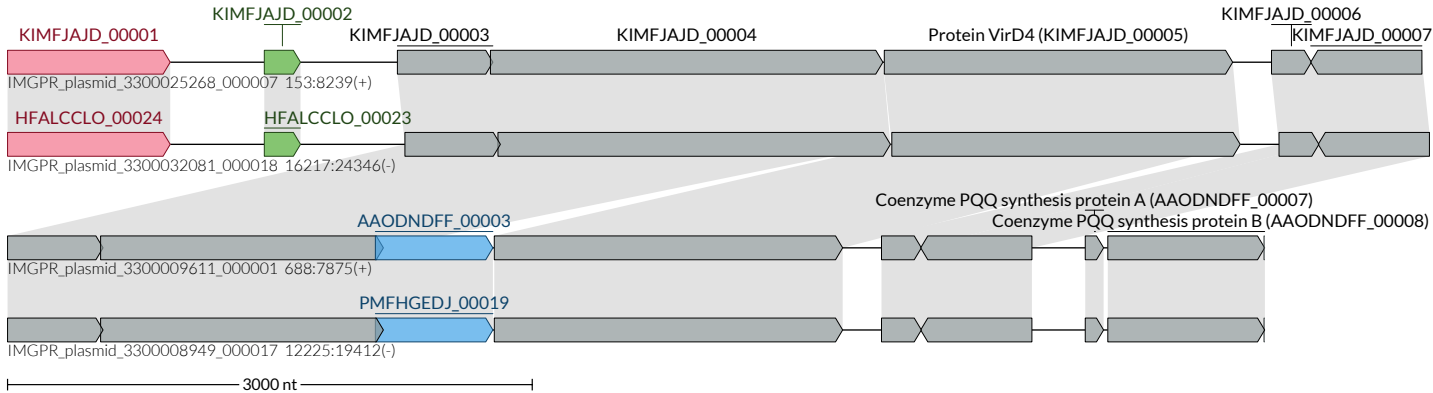 KIMFJAJD_00002 KIMFJAJD_00006
KIMFJAJD_00001 KIMFJAJD_00003 KIMFJAJD_00004 Protein VirD4 (KIMFJAJD_00005) KIMFJAJD_00007
IMGPR_plasmid_3300025268_000007 153:8239(+)
HFALCCLO_00024 HFALCCLO_00023
IMGPR_plasmid_3300032081_000018 16217:24346(-)
Coenzyme PQQ synthesis protein A (AAODNDFF_00007)
AAODNDFF_00003 Coenzyme PQQ synthesis protein B (AAODNDFF_00008)
IMGPR_plasmid_3300009611_000001 688:7875(+)
PMFHGEDJ_00019
IMGPR_plasmid_3300008949_000017 12225:19412(-)
3000 nt